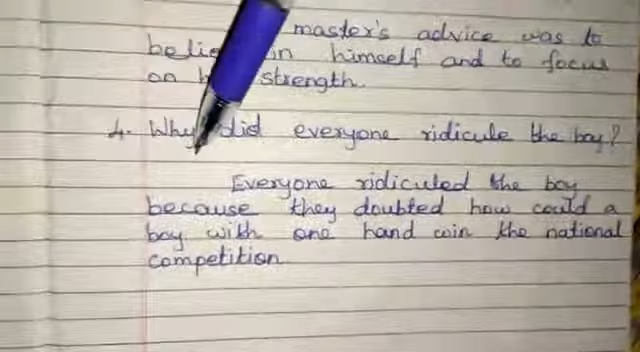 master's advice was to
in himself and to focus
on strength.
4. Why did everyone ridicule the boy?
Everyone ridiculed the boy
because they doubted how could a
boy with one hand win the national
competition